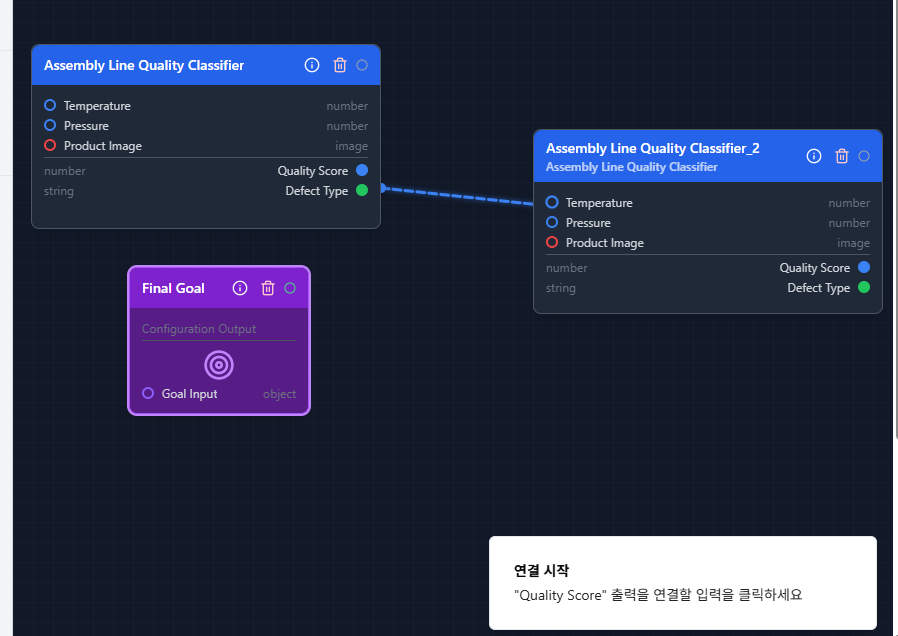 Assembly Line Quality Classifier
Temperature number
Pressure number
Product Image image
number Quality Score
string Defect Type
Assembly Line Quality Classifier_2
Assembly Line Quality Classifier
Temperature number
Pressure number
Product Image image
number Quality Score
string Defect Type
Final Goal
Configuration Output
Goal Input object
연결 시작
"Quality Score" 출력을 연결할 입력을 클릭하세요